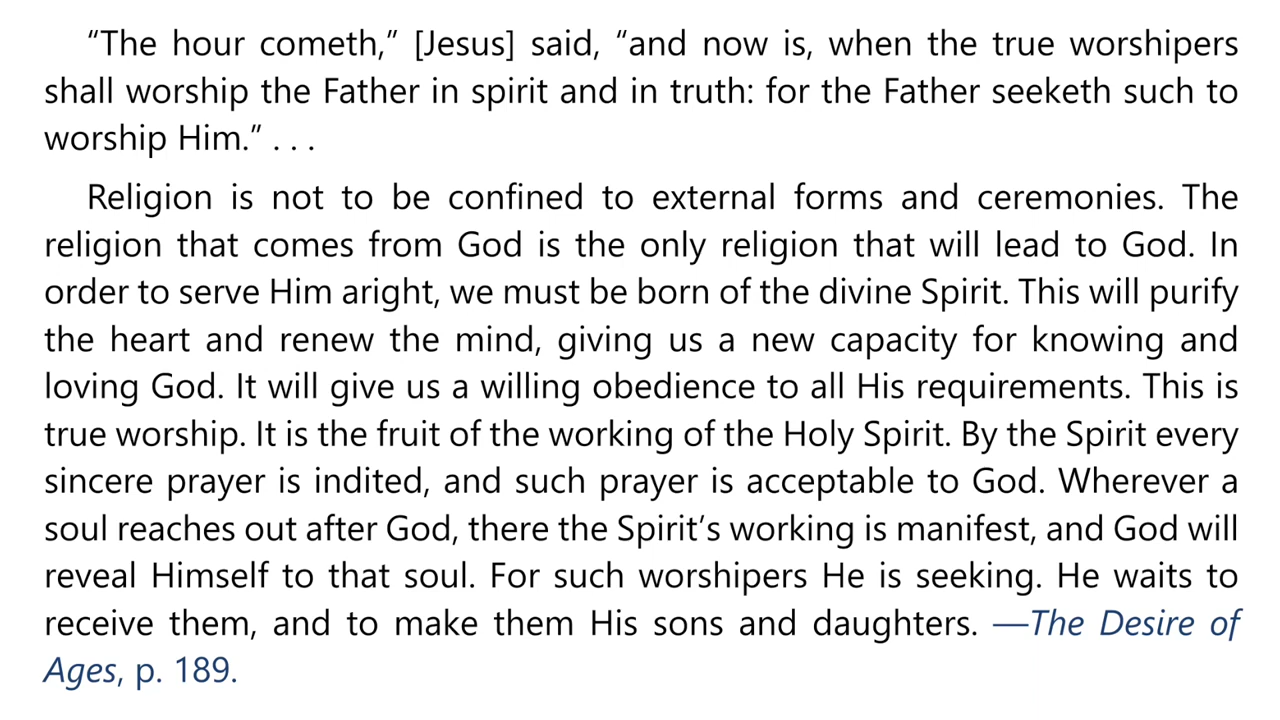 “The hour cometh,” [Jesus] said, “and now is, when the true worshipers
shall worship the Father in spirit and in truth: for the Father seeketh such to
worship Him.” . . .
Religion is not to be confined to external forms and ceremonies. The
religion that comes from God is the only religion that will lead to God. In
order to serve Him aright, we must be born of the divine Spirit. This will purify
the heart and renew the mind, giving us a new capacity for knowing and
loving God. It will give us a willing obedience to all His requirements. This is
true worship. It is the fruit of the working of the Holy Spirit. By the Spirit every
sincere prayer is indited, and such prayer is acceptable to God. Wherever a
soul reaches out after God, there the Spirit’s working is manifest, and God will
reveal Himself to that soul. For such worshipers He is seeking. He waits to
receive them, and to make them His sons and daughters. —The Desire of
Ages, p. 189.